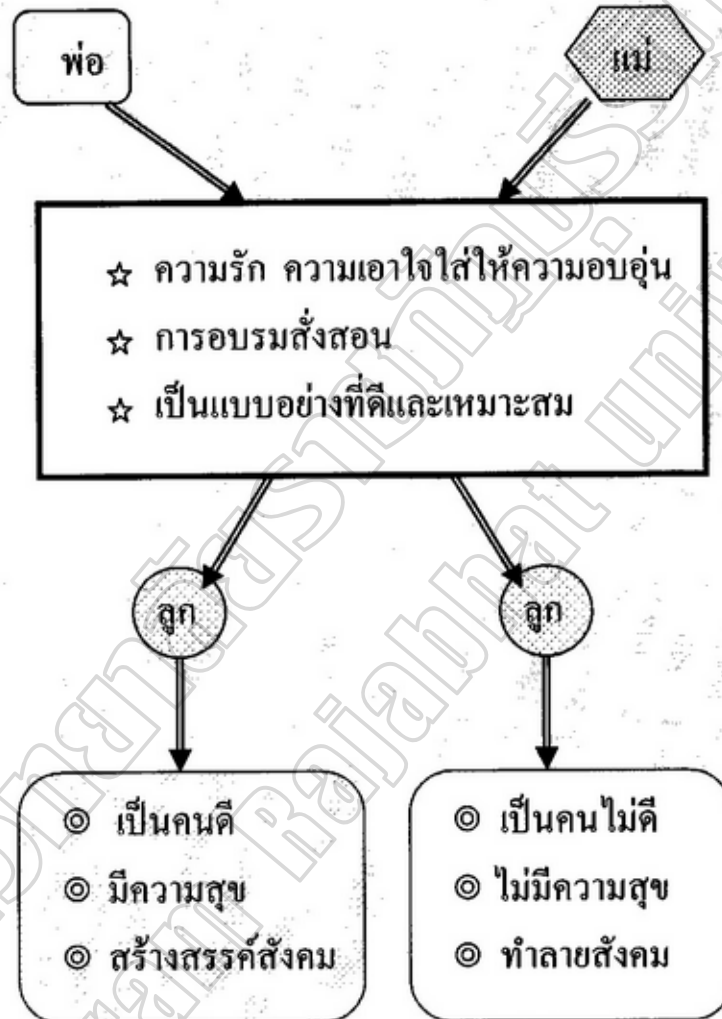 พ่อ
แม่
☆ ความรัก ความเอาใจใส่ให้ความอบอุ่น
☆ การอบรมสั่งสอน
☆ เป็นแบบอย่างที่ดีและเหมาะสม
ลูก
ลูก
◎ เป็นคนดี
◎ มีความสุข
◎ สร้างสรรค์สังคม
◎ เป็นคนไม่ดี
◎ ไม่มีความสุข
◎ ทำลายสังคม
Rajabhat